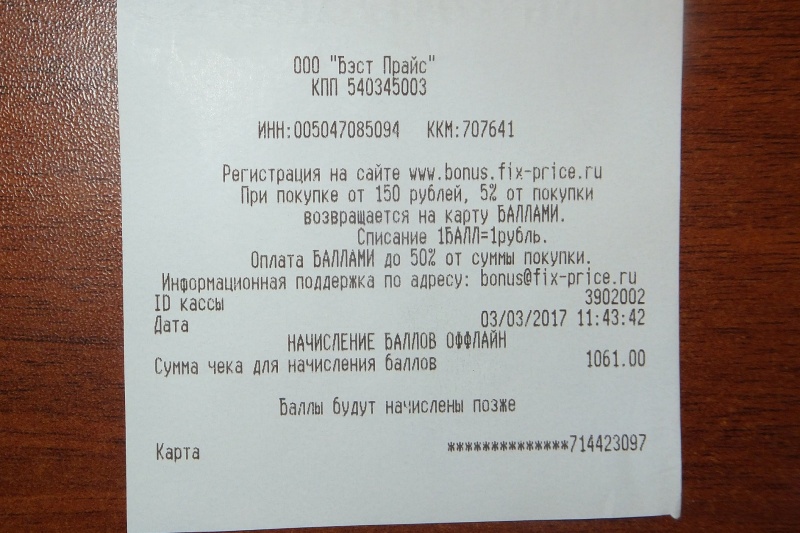 ООО "Бэст Прайс"
КПП 540345003
ИНН:005047085094 ККМ:707641
Регистрация на сайте www.bonus.fix-price.ru
При покупке от 150 рублей, 5% от покупки
возвращается на карту БАЛЛАМИ.
Списание 1БАЛЛ=1рубль.
Оплата БАЛЛАМИ до 50% от суммы покупки.
Информационная поддержка по адресу: bonus@fix-price.ru
ID кассы 3902002
Дата 03/03/2017 11:43:42
НАЧИСЛЕНИЕ БАЛЛОВ ОФФЛАЙН
Сумма чека для начисления баллов 1061.00
Баллы будут начислены позже
Карта **************714423097